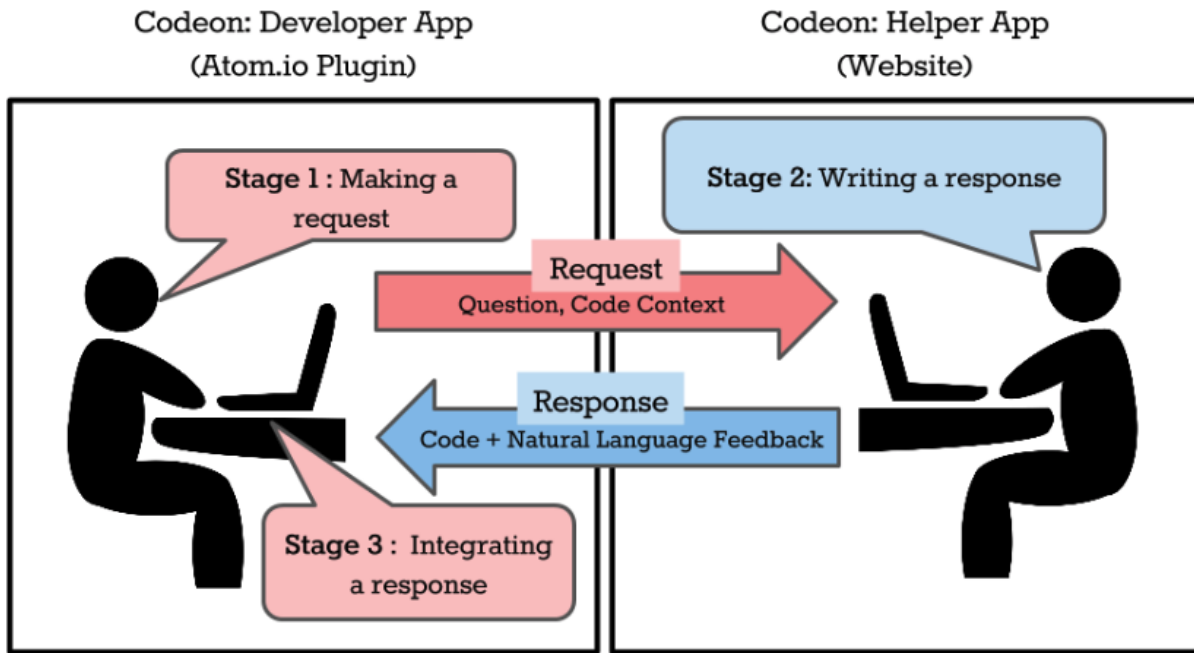 Codeon: Developer App
(Atom.io Plugin)
Codeon: Helper App
(Website)
Stage 1 : Making a
request
Stage 2: Writing a response
Request
Question, Code Context
Response
Code + Natural Language Feedback
Stage 3 :  Integrating
a response